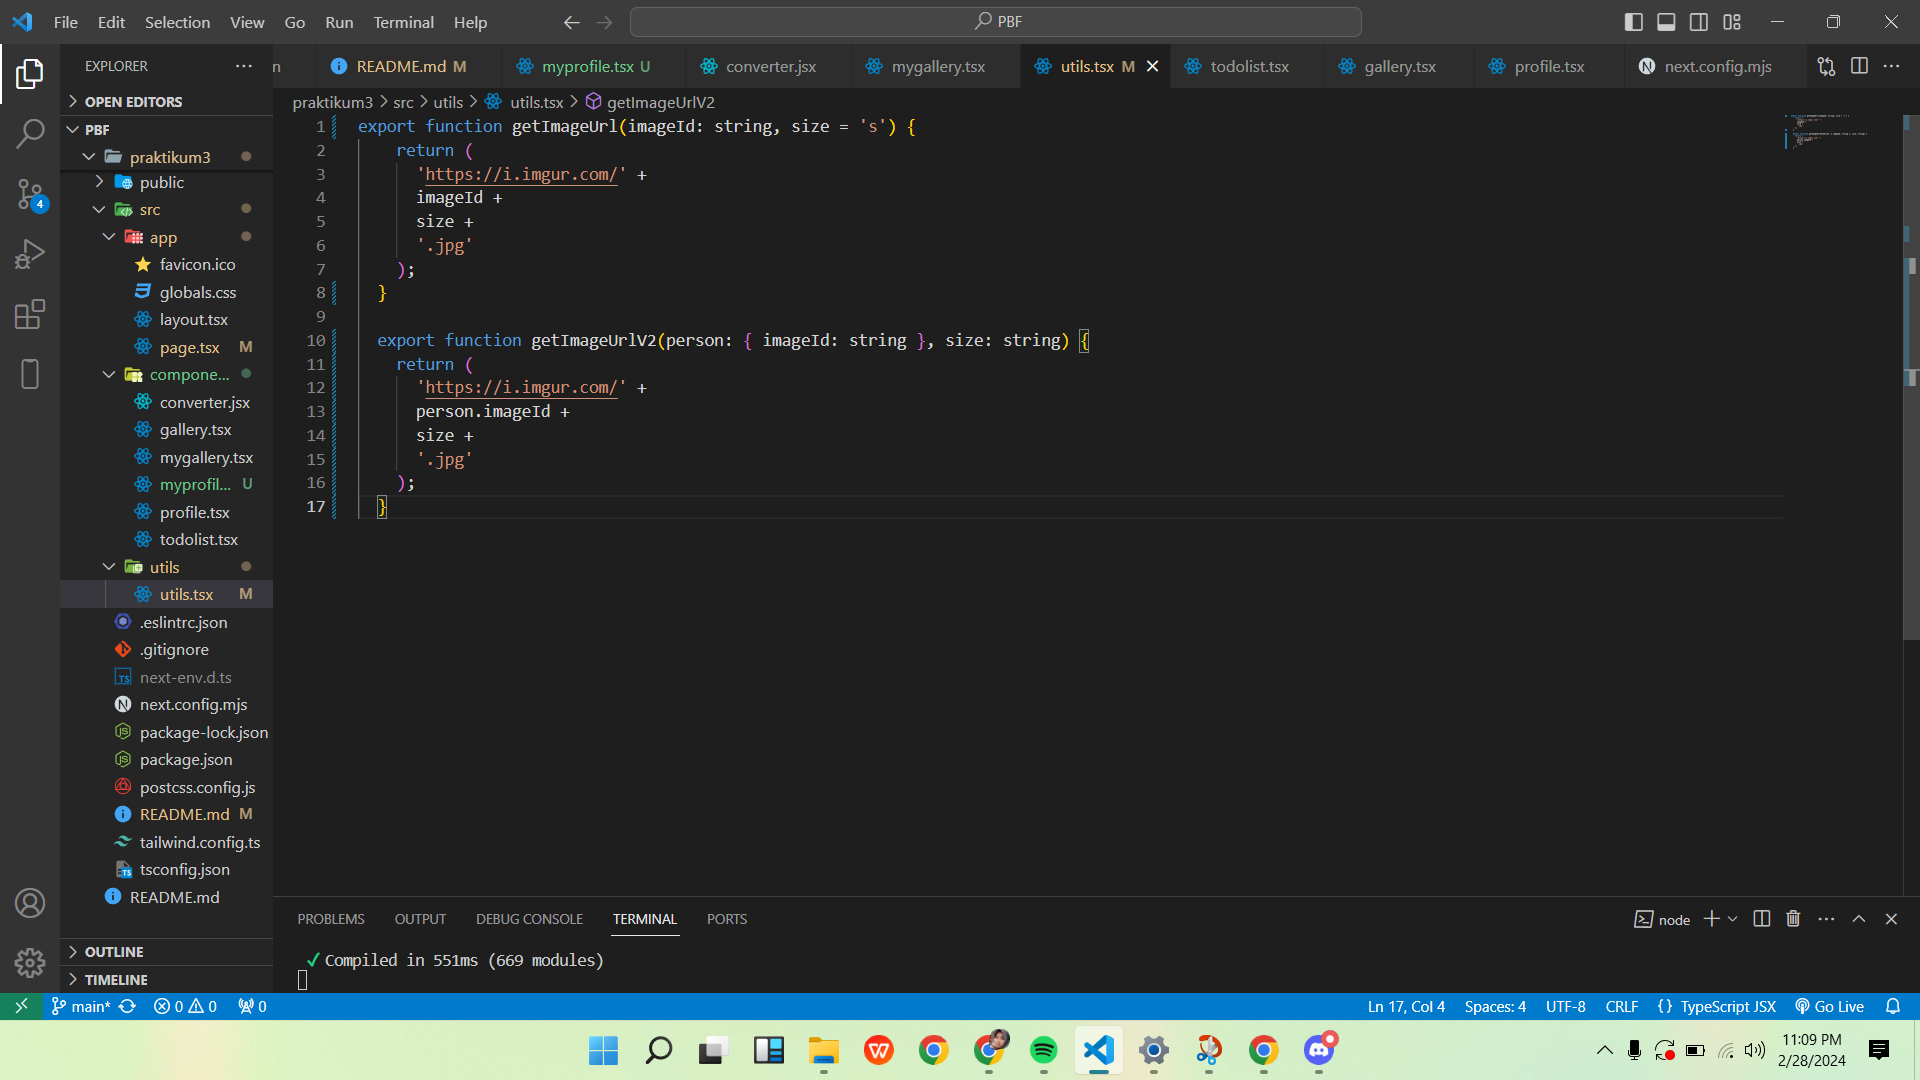 File Edit Selection View Go Run Terminal Help
PBF
EXPLORER
n
README.md M
myprofile.tsx U
converter.jsx
mygallery.tsx
utils.tsx M
todolist.tsx
gallery.tsx
profile.tsx
next.config.mjs
OPEN EDITORS
PBF
praktikum3
public
src
app
favicon.ico
globals.css
layout.tsx
page.tsx M
compone...
converter.jsx
gallery.tsx
mygallery.tsx
myprofil... U
profile.tsx
todolist.tsx
utils
utils.tsx M
.eslintrc.json
.gitignore
next-env.d.ts
next.config.mjs
package-lock.json
package.json
postcss.config.js
README.md M
tailwind.config.ts
tsconfig.json
README.md
OUTLINE
TIMELINE
4
praktikum3 > src > utils > utils.tsx > getImageUrlV2
1 export function getImageUrl(imageId: string, size = 's') {
2 return (
3 'https://i.imgur.com/' +
4 imageId +
5 size +
6 '.jpg'
7 );
8 }
9
10 export function getImageUrlV2(person: { imageId: string }, size: string) {
11 return (
12 'https://i.imgur.com/' +
13 person.imageId +
14 size +
15 '.jpg'
16 );
17 }
PROBLEMS OUTPUT DEBUG CONSOLE TERMINAL PORTS
node
✓ Compiled in 551ms (669 modules)
main* 0 0 0
Ln 17, Col 4 Spaces: 4 UTF-8 CRLF {} TypeScript JSX Go Live
11:09 PM
2/28/2024